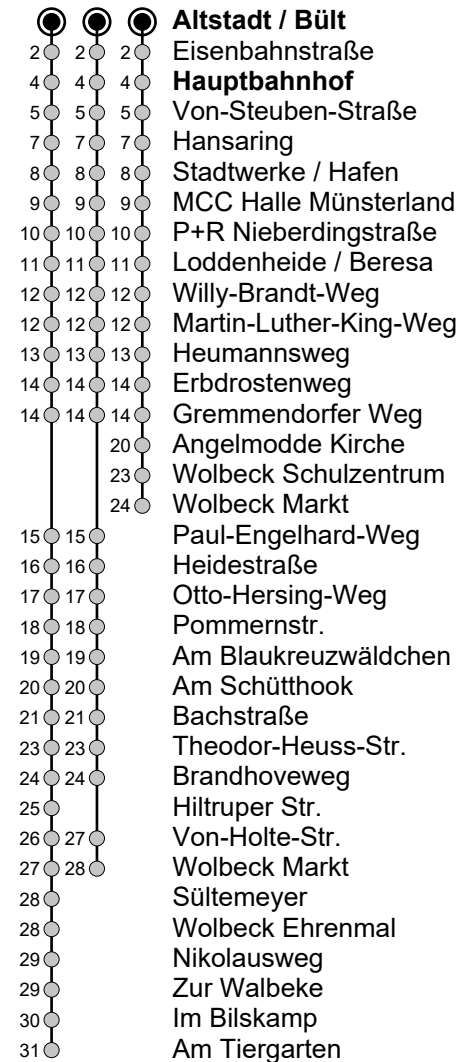 Altstadt / Bült
2 2 2 Eisenbahnstraße
4 4 4 Hauptbahnhof
5 5 5 Von-Steuben-Straße
7 7 7 Hansaring
8 8 8 Stadtwerke / Hafen
9 9 9 MCC Halle Münsterland
10 10 10 P+R Nieberdingstraße
11 11 11 Loddenheide / Beresa
12 12 12 Willy-Brandt-Weg
12 12 12 Martin-Luther-King-Weg
13 13 13 Heumannsweg
14 14 14 Erbdrostenweg
14 14 14 Gremmendorfer Weg
20 Angelmodde Kirche
23 Wolbeck Schulzentrum
24 Wolbeck Markt
15 15 Paul-Engelhard-Weg
16 16 Heidestraße
17 17 Otto-Hersing-Weg
18 18 Pommernstr.
19 19 Am Blaukreuzwäldchen
20 20 Am Schütthook
21 21 Bachstraße
23 23 Theodor-Heuss-Str.
24 24 Brandhoveweg
25 Hiltruper Str.
26 27 Von-Holte-Str.
27 28 Wolbeck Markt
28 Sültemeyer
28 Wolbeck Ehrenmal
29 Nikolausweg
29 Zur Walbeke
30 Im Bilskamp
31 Am Tiergarten